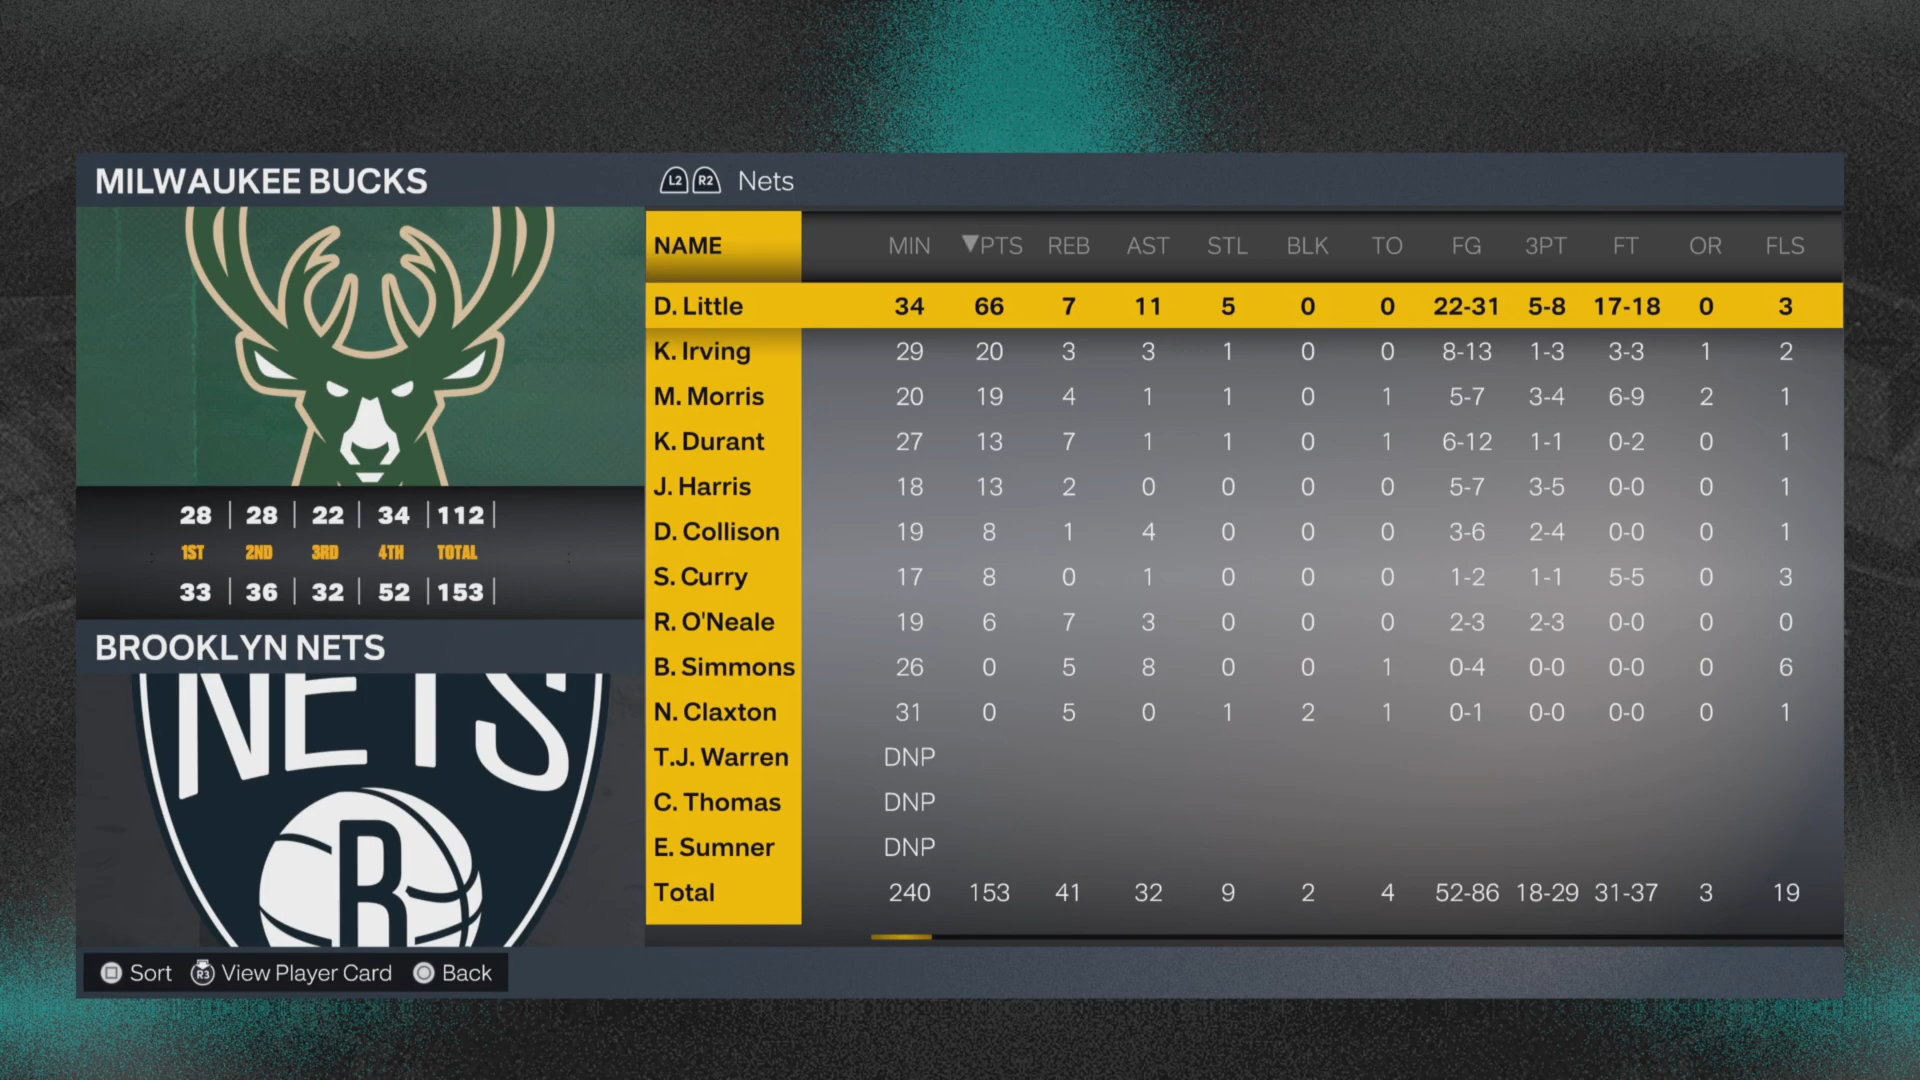 MILWAUKEE BUCKS
28 | 28 | 22 | 34 | 112 |
1ST 2ND 3RD 4TH TOTAL
33 | 36 | 32 | 52 | 153 |
BROOKLYN NETS
NETS
B
L2 R2 Nets
NAME MIN ▼PTS REB AST STL BLK TO FG 3PT FT OR FLS
D. Little 34 66 7 11 5 0 0 22-31 5-8 17-18 0 3
K. Irving 29 20 3 3 1 0 0 8-13 1-3 3-3 1 2
M. Morris 20 19 4 1 1 0 1 5-7 3-4 6-9 2 1
K. Durant 27 13 7 1 1 0 1 6-12 1-1 0-2 0 1
J. Harris 18 13 2 0 0 0 0 5-7 3-5 0-0 0 1
D. Collison 19 8 1 4 0 0 0 3-6 2-4 0-0 0 1
S. Curry 17 8 0 1 0 0 0 1-2 1-1 5-5 0 3
R. O'Neale 19 6 7 3 0 0 0 2-3 2-3 0-0 0 0
B. Simmons 26 0 5 8 0 0 1 0-4 0-0 0-0 0 6
N. Claxton 31 0 5 0 1 2 1 0-1 0-0 0-0 0 1
T.J. Warren DNP
C. Thomas DNP
E. Sumner DNP
Total 240 153 41 32 9 2 4 52-86 18-29 31-37 3 19
Sort R3 View Player Card Back